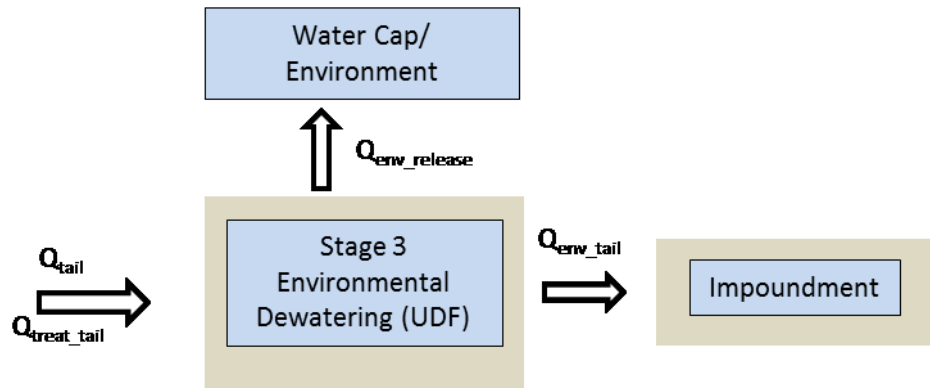 Water Cap/
Environment
Qenv_release
Stage 3
Environmental
Dewatering (UDF)
Qtail
Qtreat_tail
Qenv_tail
Impoundment